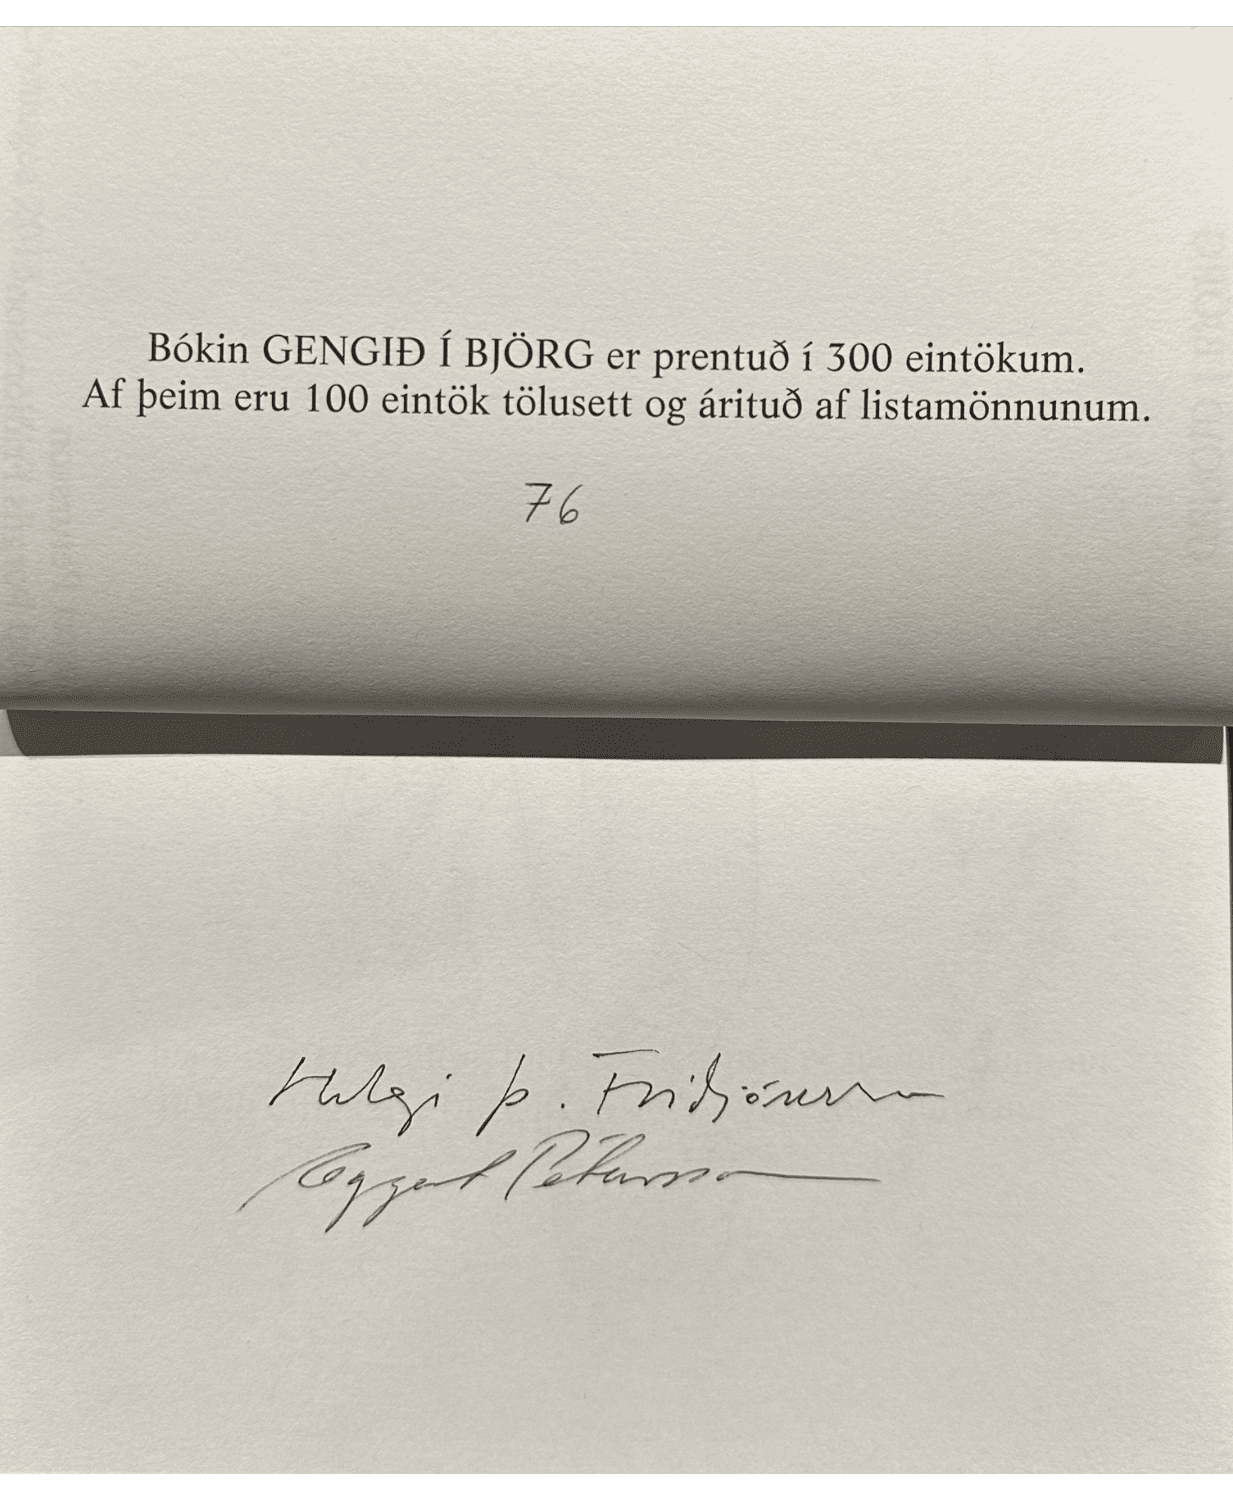 Bókin GENGIÐ Í BJÖRG er prentuð í 300 eintökum.
Af þeim eru 100 eintök tölusett og árituð af listamönnunum.
76
Helgi Þ. Friðjónsson
Eggert Pétursson